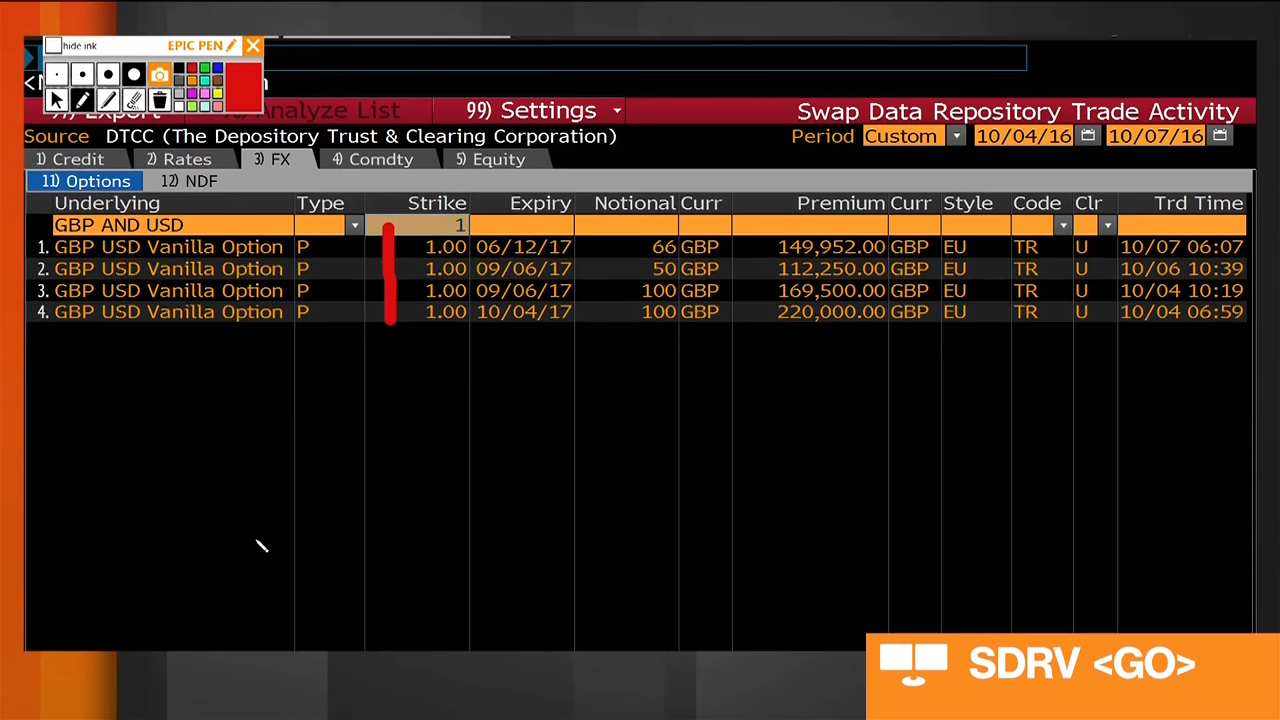 hide ink EPIC PEN
Analyze List 99) Settings Swap Data Repository Trade Activity
Source DTCC (The Depository Trust & Clearing Corporation) Period Custom 10/04/16 10/07/16
1) Credit 2) Rates 3) FX 4) Comdty 5) Equity
11) Options 12) NDF
Underlying Type Strike Expiry Notional Curr Premium Curr Style Code Clr Trd Time
GBP AND USD 1
1. GBP USD Vanilla Option P 1.00 06/12/17 66 GBP 149,952.00 GBP EU TR U 10/07 06:07
2. GBP USD Vanilla Option P 1.00 09/06/17 50 GBP 112,250.00 GBP EU TR U 10/06 10:39
3. GBP USD Vanilla Option P 1.00 09/06/17 100 GBP 169,500.00 GBP EU TR U 10/04 10:19
4. GBP USD Vanilla Option P 1.00 10/04/17 100 GBP 220,000.00 GBP EU TR U 10/04 06:59
SDRV <GO>